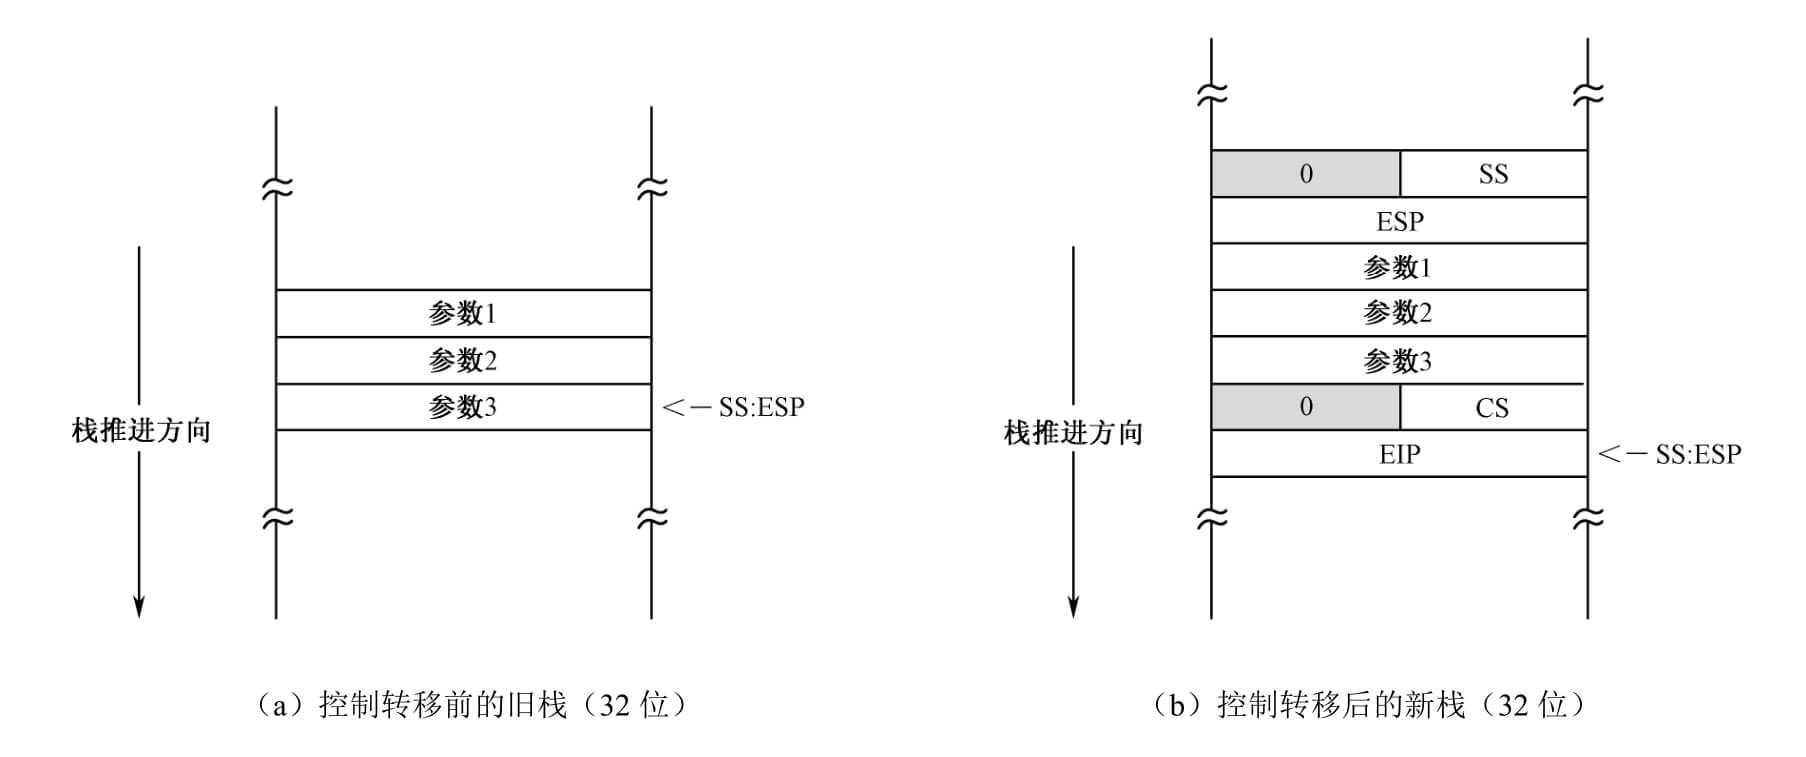 参数1
参数2
参数3
<－SS:ESP
栈推进方向
（a）控制转移前的旧栈（32 位）
0
SS
ESP
参数1
参数2
参数3
0
CS
EIP
<－SS:ESP
栈推进方向
（b）控制转移后的新栈（32 位）